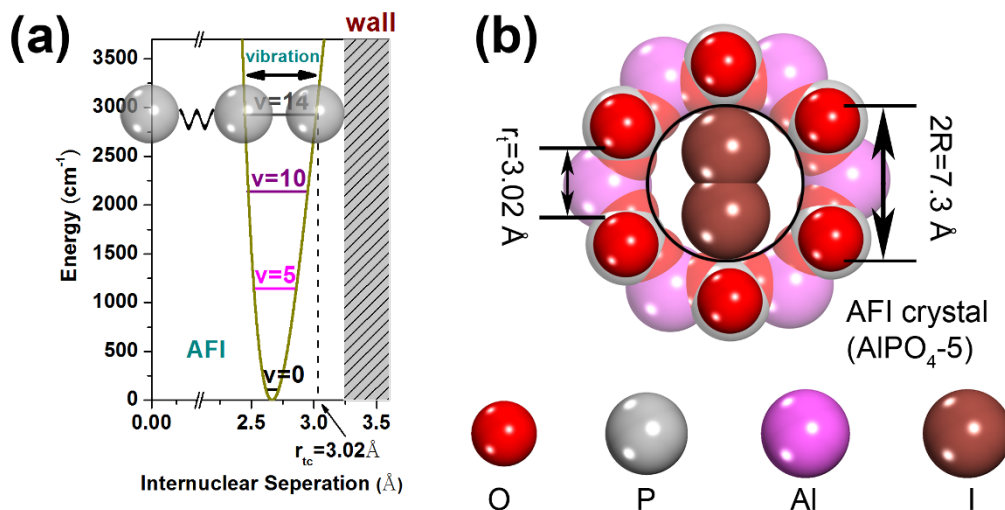 (a)
wall
vibration
3500
3000
2500
2000
1500
1000
500
0
Energy (cm⁻¹)
v=14
v=10
v=5
v=0
AFI
0.00
2.5
3.0
3.5
r_tc=3.02Å
Internuclear Seperation (Å)
(b)
r_t=3.02 Å
2R=7.3 Å
AFI crystal
(AlPO₄-5)
O
P
Al
I